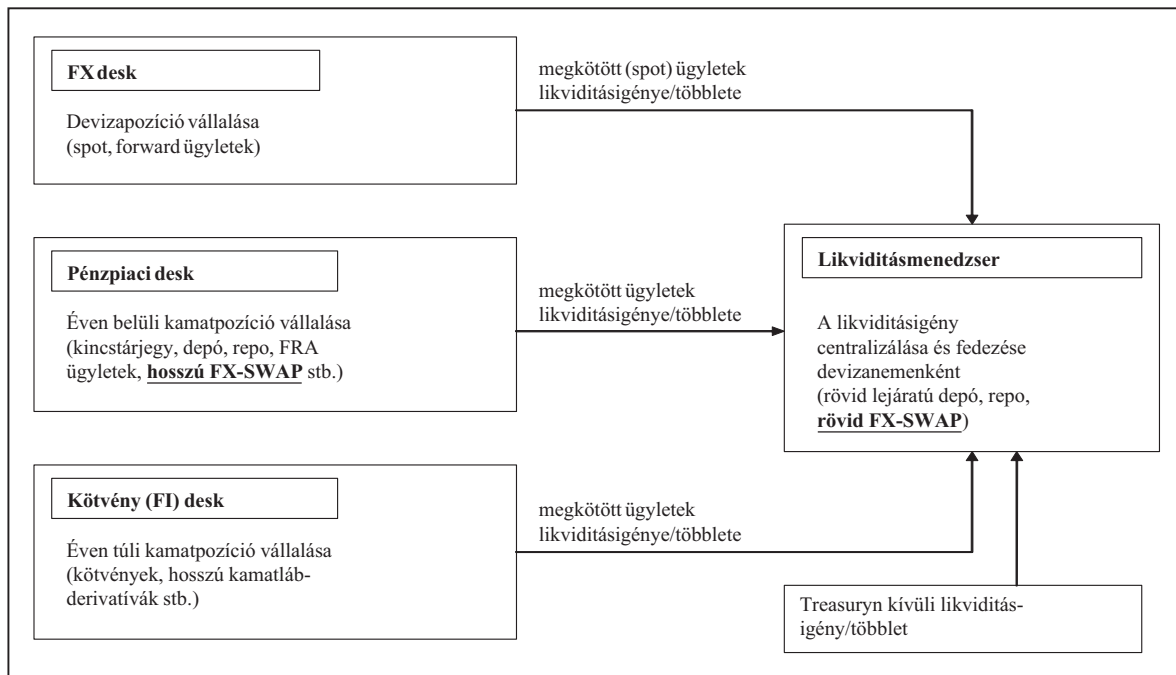 FX desk
Devizapozíció vállalása
(spot, forward ügyletek)
megkötött (spot) ügyletek
likviditásigénye/többlete
Pénzpiaci desk
Éven belüli kamatpozíció vállalása
(kincstárjegy, depó, repo, FRA
ügyletek, hosszú FX-SWAP stb.)
megkötött ügyletek
likviditásigénye/többlete
Likviditásmenedzser
A likviditásigény
centralizálása és fedezése
devizanemenként
(rövid lejáratú depó, repo,
rövid FX-SWAP)
Kötvény (FI) desk
Éven túli kamatpozíció vállalása
(kötvények, hosszú kamatláb-
derivatívák stb.)
megkötött ügyletek
likviditásigénye/többlete
Treasuryn kívüli likviditás-
igény/többlet